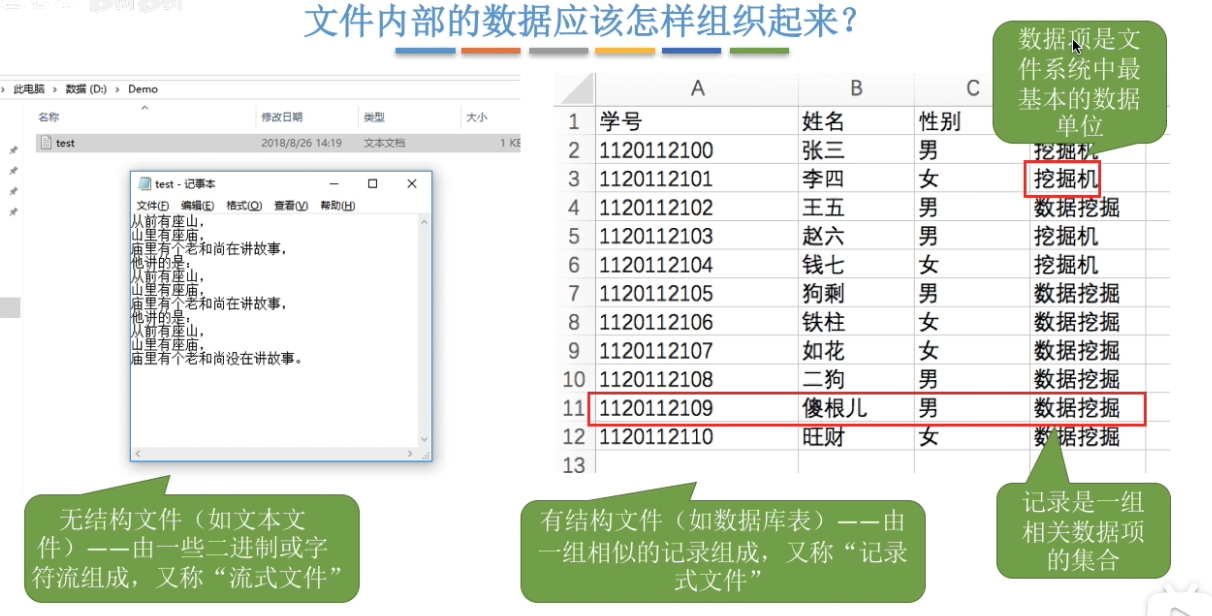 文件内部的数据应该怎样组织起来？
此电脑 › 数据 (D:) › Demo
名称 修改日期 类型 大小
test 2018/8/26 14:19 文本文档 1 KB
test - 记事本
文件(F) 编辑(E) 格式(O) 查看(V) 帮助(H)
从前有座山，
山里有座庙，
庙里有个老和尚在讲故事，
他讲的是：
从前有座山，
山里有座庙，
庙里有个老和尚在讲故事，
他讲的是：
从前有座山，
山里有座庙，
庙里有个老和尚没在讲故事。
无结构文件（如文本文
件）——由一些二进制或字
符流组成，又称“流式文件”
A B C
1 学号 姓名 性别
2 1120112100 张三 男 挖掘机
3 1120112101 李四 女 挖掘机
4 1120112102 王五 男 数据挖掘
5 1120112103 赵六 男 挖掘机
6 1120112104 钱七 女 挖掘机
7 1120112105 狗剩 男 数据挖掘
8 1120112106 铁柱 女 数据挖掘
9 1120112107 如花 女 数据挖掘
10 1120112108 二狗 男 数据挖掘
11 1120112109 傻根儿 男 数据挖掘
12 1120112110 旺财 女 数据挖掘
13
数据项是文
件系统中最
基本的数据
单位
有结构文件（如数据库表）——由
一组相似的记录组成，又称“记录
式文件”
记录是一组
相关数据项
的集合